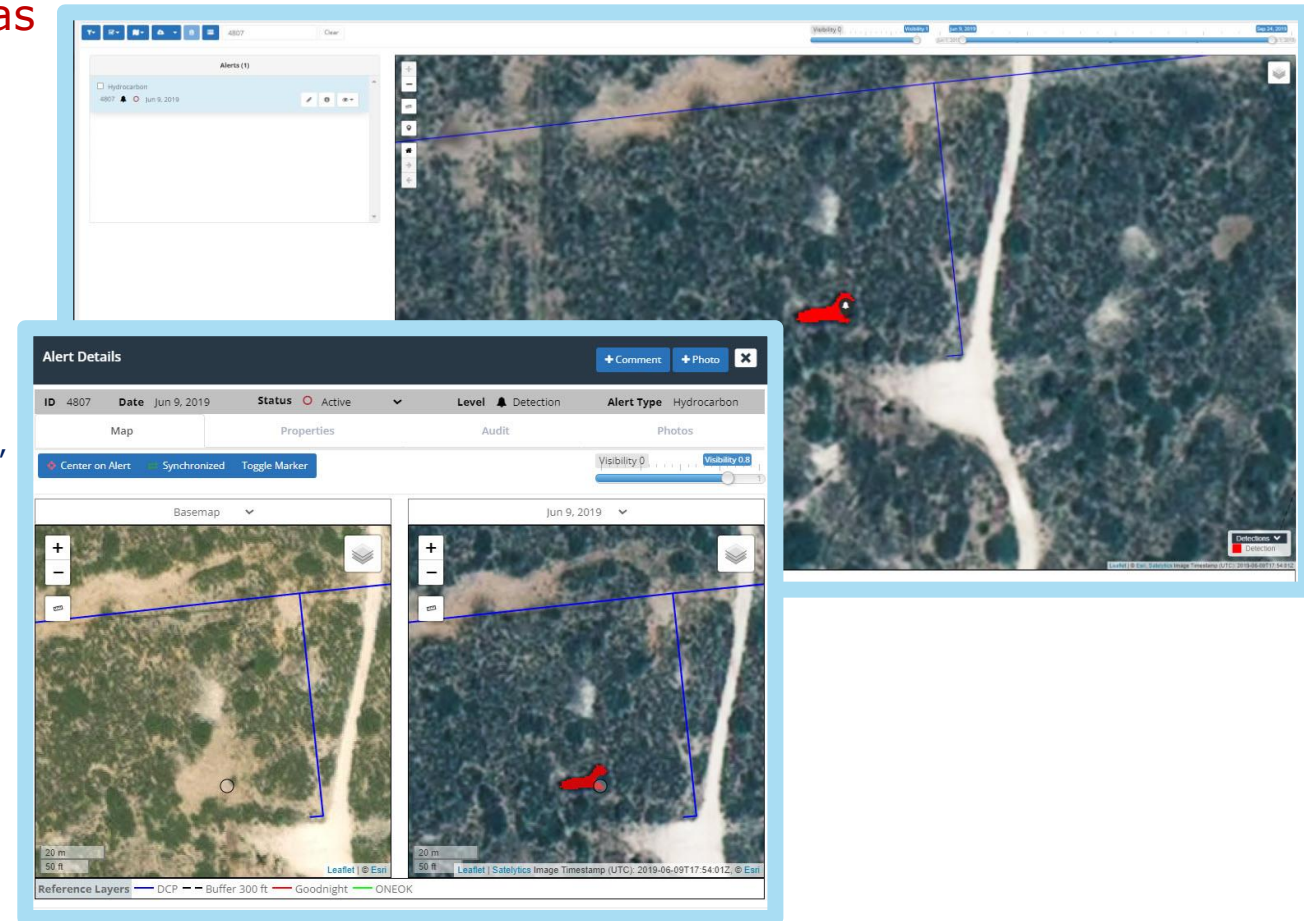 as
4807 Clear
Visibility 0 Visibility 1 Jun 9, 2019 Sep 24, 2019
Alerts (1)
Hydrocarbon
4807 Jun 9, 2019
Detections
Detection
Leaflet | © Esri, Satelytics Image Timestamp (UTC): 2019-06-09T17:54:01Z
Alert Details
+ Comment + Photo
ID 4807 Date Jun 9, 2019 Status Active Level Detection Alert Type Hydrocarbon
Map Properties Audit Photos
,
Center on Alert Synchronized Toggle Marker
Visibility 0 Visibility 0.8 1
Basemap Jun 9, 2019
+ +
− −
20 m 20 m
50 ft 50 ft
Leaflet | © Esri Leaflet | Satelytics Image Timestamp (UTC): 2019-06-09T17:54:01Z, © Esri
Reference Layers DCP Buffer 300 ft Goodnight ONEOK